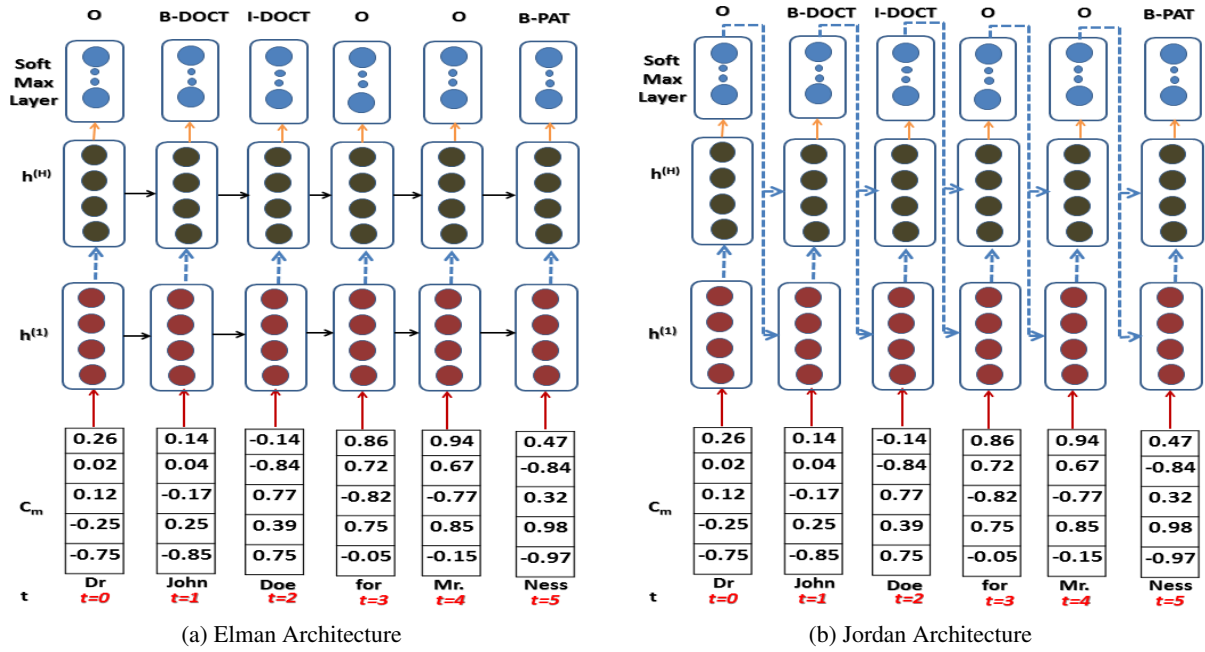 O B-DOCT I-DOCT O O B-PAT
Soft
Max
Layer
h(H)
h(1)
0.26 0.14 -0.14 0.86 0.94 0.47
0.02 0.04 -0.84 0.72 0.67 -0.84
0.12 -0.17 0.77 -0.82 -0.77 0.32
Cm
-0.25 0.25 0.39 0.75 0.85 0.98
-0.75 -0.85 0.75 -0.05 -0.15 -0.97
Dr John Doe for Mr. Ness
t t=0 t=1 t=2 t=3 t=4 t=5
(a) Elman Architecture
O B-DOCT I-DOCT O O B-PAT
Soft
Max
Layer
h(H)
h(1)
0.26 0.14 -0.14 0.86 0.94 0.47
0.02 0.04 -0.84 0.72 0.67 -0.84
0.12 -0.17 0.77 -0.82 -0.77 0.32
Cm
-0.25 0.25 0.39 0.75 0.85 0.98
-0.75 -0.85 0.75 -0.05 -0.15 -0.97
Dr John Doe for Mr. Ness
t t=0 t=1 t=2 t=3 t=4 t=5
(b) Jordan Architecture